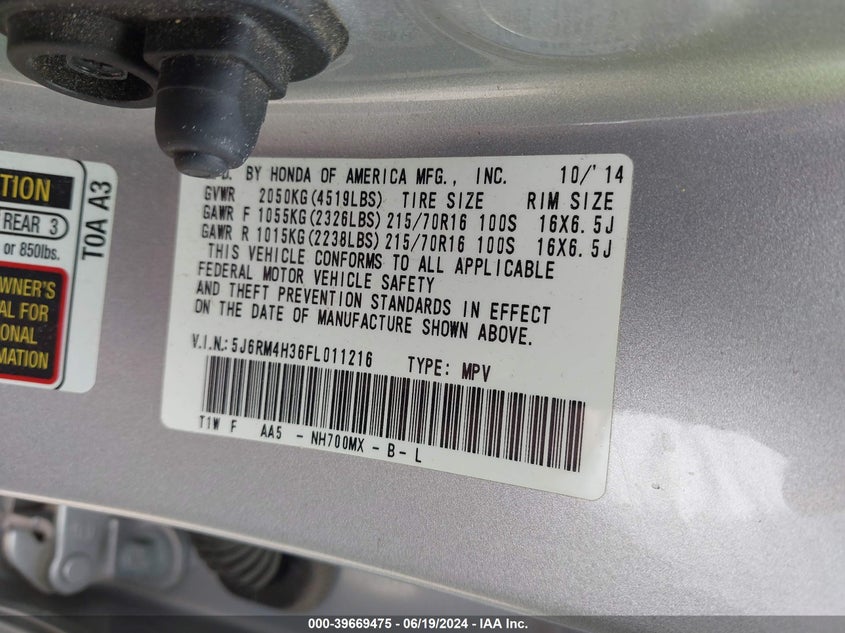 TION
REAR 3
or 850lbs.
TOA A3
WNER'S
AL FOR
ONAL
MATION
BY HONDA OF AMERICA MFG., INC. 10/'14
GVWR 2050KG(4519LBS) TIRE SIZE RIM SIZE
GAWR F 1055KG(2326LBS) 215/70R16 100S 16X6.5J
GAWR R 1015KG(2238LBS) 215/70R16 100S 16X6.5J
THIS VEHICLE CONFORMS TO ALL APPLICABLE
FEDERAL MOTOR VEHICLE SAFETY
AND THEFT PREVENTION STANDARDS IN EFFECT
ON THE DATE OF MANUFACTURE SHOWN ABOVE.
V.I.N.: 5J6RM4H36FL011216 TYPE: MPV
T1W F AA5 - NH700MX - B - L
000-39669475 - 06/19/2024 - IAA Inc.